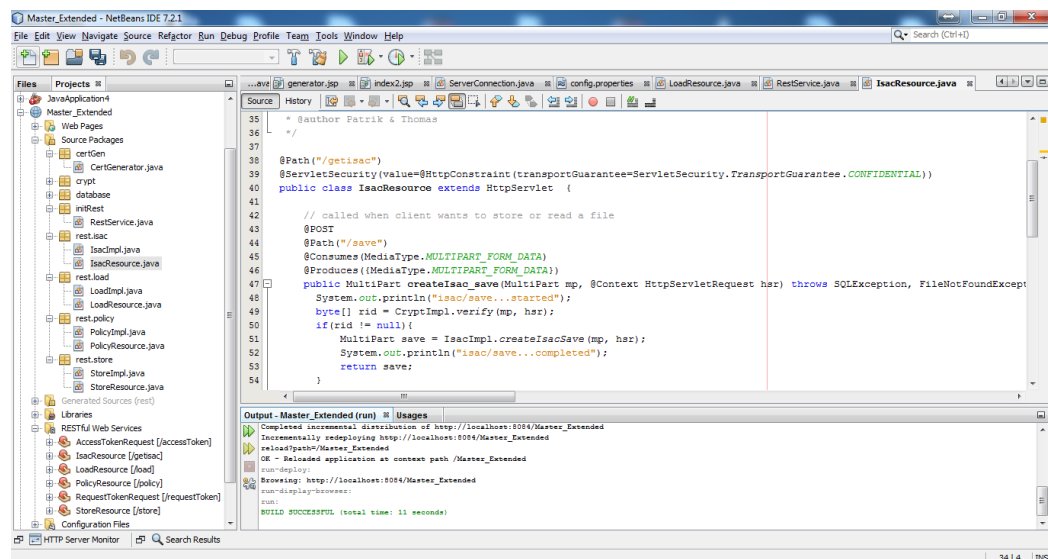 Master_Extended - NetBeans IDE 7.2.1
File Edit View Navigate Source Refactor Run Debug Profile Team Tools Window Help
Search (Ctrl+I)
Files Projects
...ava generator.jsp index2.jsp ServerConnection.java config.properties LoadResource.java RestService.java IsacResource.java
Source History
JavaApplication4
Master_Extended
Web Pages
Source Packages
certGen
CertGenerator.java
crypt
database
initRest
RestService.java
rest.isac
IsacImpl.java
IsacResource.java
rest.load
LoadImpl.java
LoadResource.java
rest.policy
PolicyImpl.java
PolicyResource.java
rest.store
StoreImpl.java
StoreResource.java
Generated Sources (rest)
Libraries
RESTful Web Services
AccessTokenRequest [/accessToken]
IsacResource [/getisac]
LoadResource [/load]
PolicyResource [/policy]
RequestTokenRequest [/requestToken]
StoreResource [/store]
Configuration Files
35 * @author Patrik & Thomas
36 */
37
38 @Path("/getisac")
39 @ServletSecurity(value=@HttpConstraint(transportGuarantee=ServletSecurity.TransportGuarantee.CONFIDENTIAL))
40 public class IsacResource extends HttpServlet {
41
42 // called when client wants to store or read a file
43 @POST
44 @Path("/save")
45 @Consumes(MediaType.MULTIPART_FORM_DATA)
46 @Produces({MediaType.MULTIPART_FORM_DATA})
47 public MultiPart createIsac_save(MultiPart mp, @Context HttpServletRequest hsr) throws SQLException, FileNotFoundExcept
48 System.out.println("isac/save...started");
49 byte[] rid = CryptImpl.verify(mp, hsr);
50 if(rid != null){
51 MultiPart save = IsacImpl.createIsacSave(mp, hsr);
52 System.out.println("isac/save...completed");
53 return save;
54 }
Output - Master_Extended (run) Usages
Completed incremental distribution of http://localhost:8084/Master_Extended
Incrementally redeploying http://localhost:8084/Master_Extended
reload?path=/Master_Extended
OK - Reloaded application at context path /Master_Extended
run-deploy:
Browsing: http://localhost:8084/Master_Extended
run-display-browser:
run:
BUILD SUCCESSFUL (total time: 11 seconds)
HTTP Server Monitor Search Results
34 | 4 INS